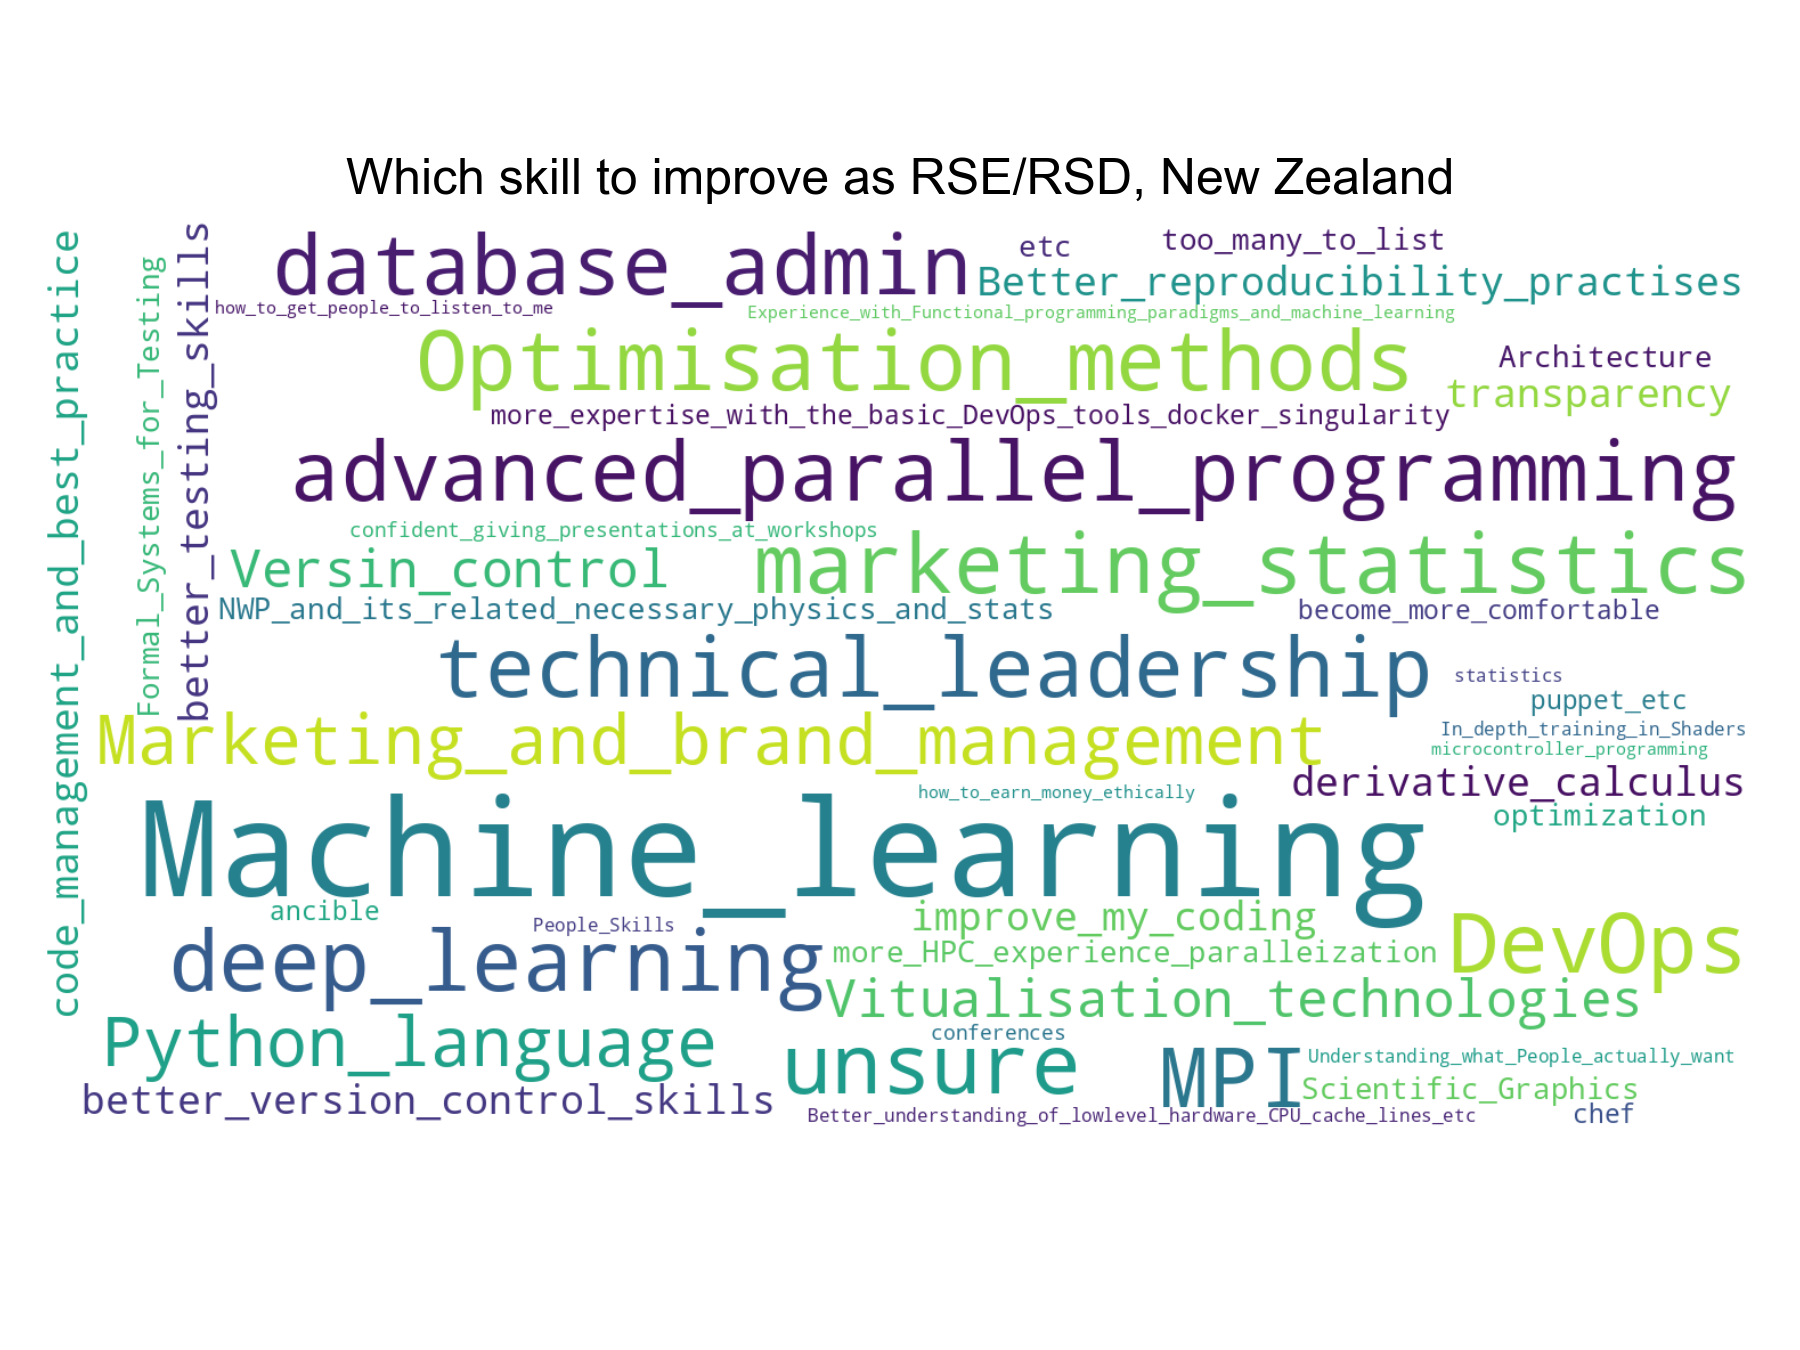 Which skill to improve as RSE/RSD, New Zealand
code_management_and_best_practice
Formal_Systems_for_Testing
better_testing_skills
database_admin
etc
too_many_to_list
Better_reproducibility_practises
how_to_get_people_to_listen_to_me
Experience_with_Functional_programming_paradigms_and_machine_learning
Optimisation_methods
Architecture
transparency
more_expertise_with_the_basic_DevOps_tools_docker_singularity
advanced_parallel_programming
confident_giving_presentations_at_workshops
Versin_control
marketing_statistics
NWP_and_its_related_necessary_physics_and_stats
become_more_comfortable
technical_leadership
statistics
puppet_etc
Marketing_and_brand_management
In_depth_training_in_Shaders
microcontroller_programming
derivative_calculus
how_to_earn_money_ethically
optimization
Machine_learning
ancible
People_Skills
improve_my_coding
DevOps
deep_learning
more_HPC_experience_paralleization
Vitualisation_technologies
Python_language
conferences
unsure
MPI
Understanding_what_People_actually_want
Scientific_Graphics
better_version_control_skills
Better_understanding_of_lowlevel_hardware_CPU_cache_lines_etc
chef